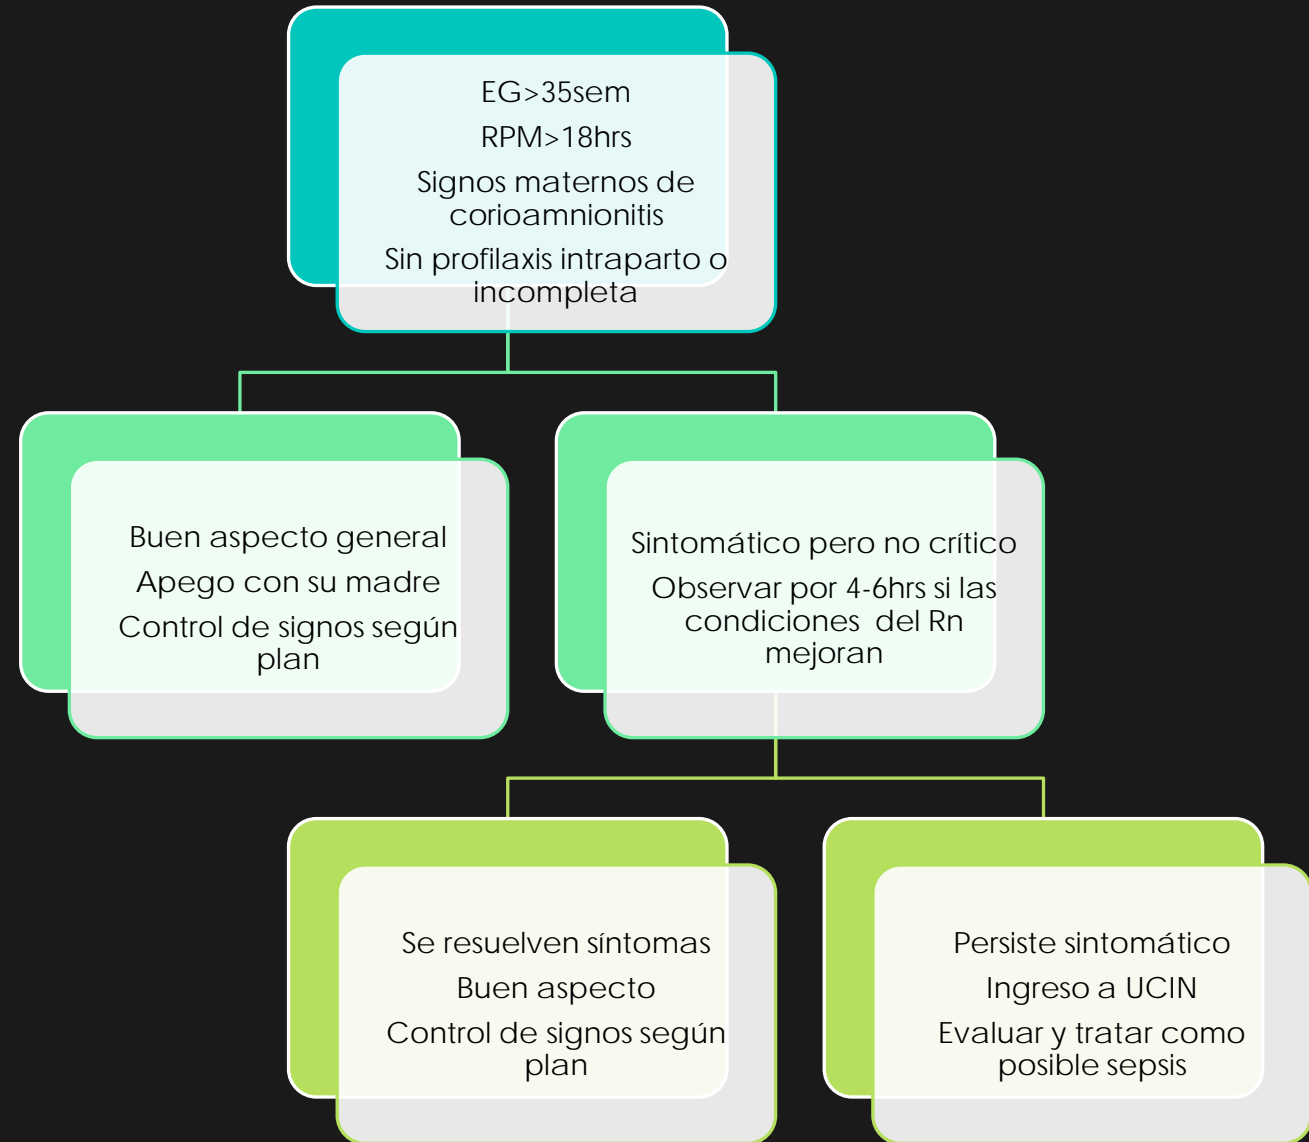 EG>35sem
RPM>18hrs
Signos maternos de
corioamnionitis
Sin profilaxis intraparto o
incompleta
Buen aspecto general
Apego con su madre
Control de signos según
plan
Sintomático pero no crítico
Observar por 4-6hrs si las
condiciones  del Rn
mejoran
Se resuelven síntomas
Buen aspecto
Control de signos según
plan
Persiste sintomático
Ingreso a UCIN
Evaluar y tratar como
posible sepsis